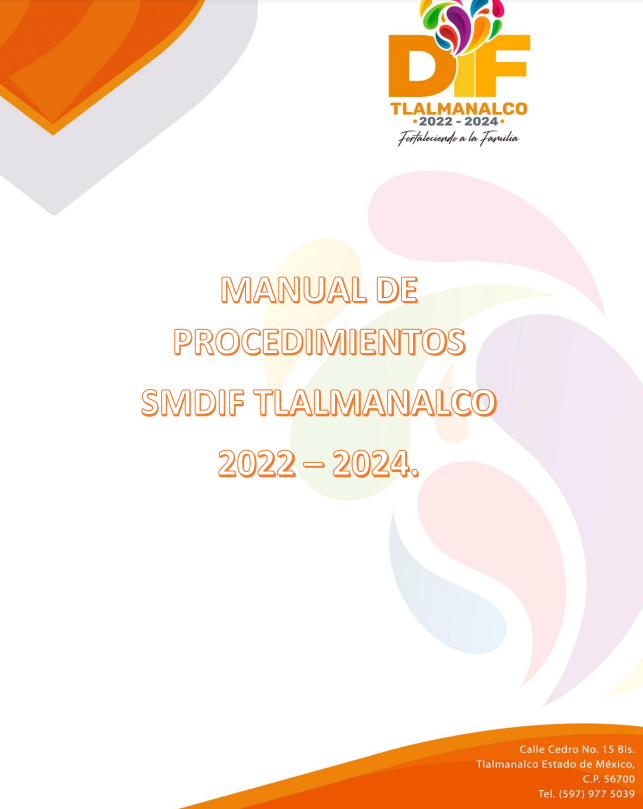 DIF
TLALMANALCO
•2022 - 2024•
Fortaleciendo a la Familia
MANUAL DE
PROCEDIMIENTOS
SMDIF TLALMANALCO
2022 – 2024.
Calle Cedro No. 15 Bis.
Tlalmanalco Estado de México,
C.P. 56700
Tel. (597) 977 5039